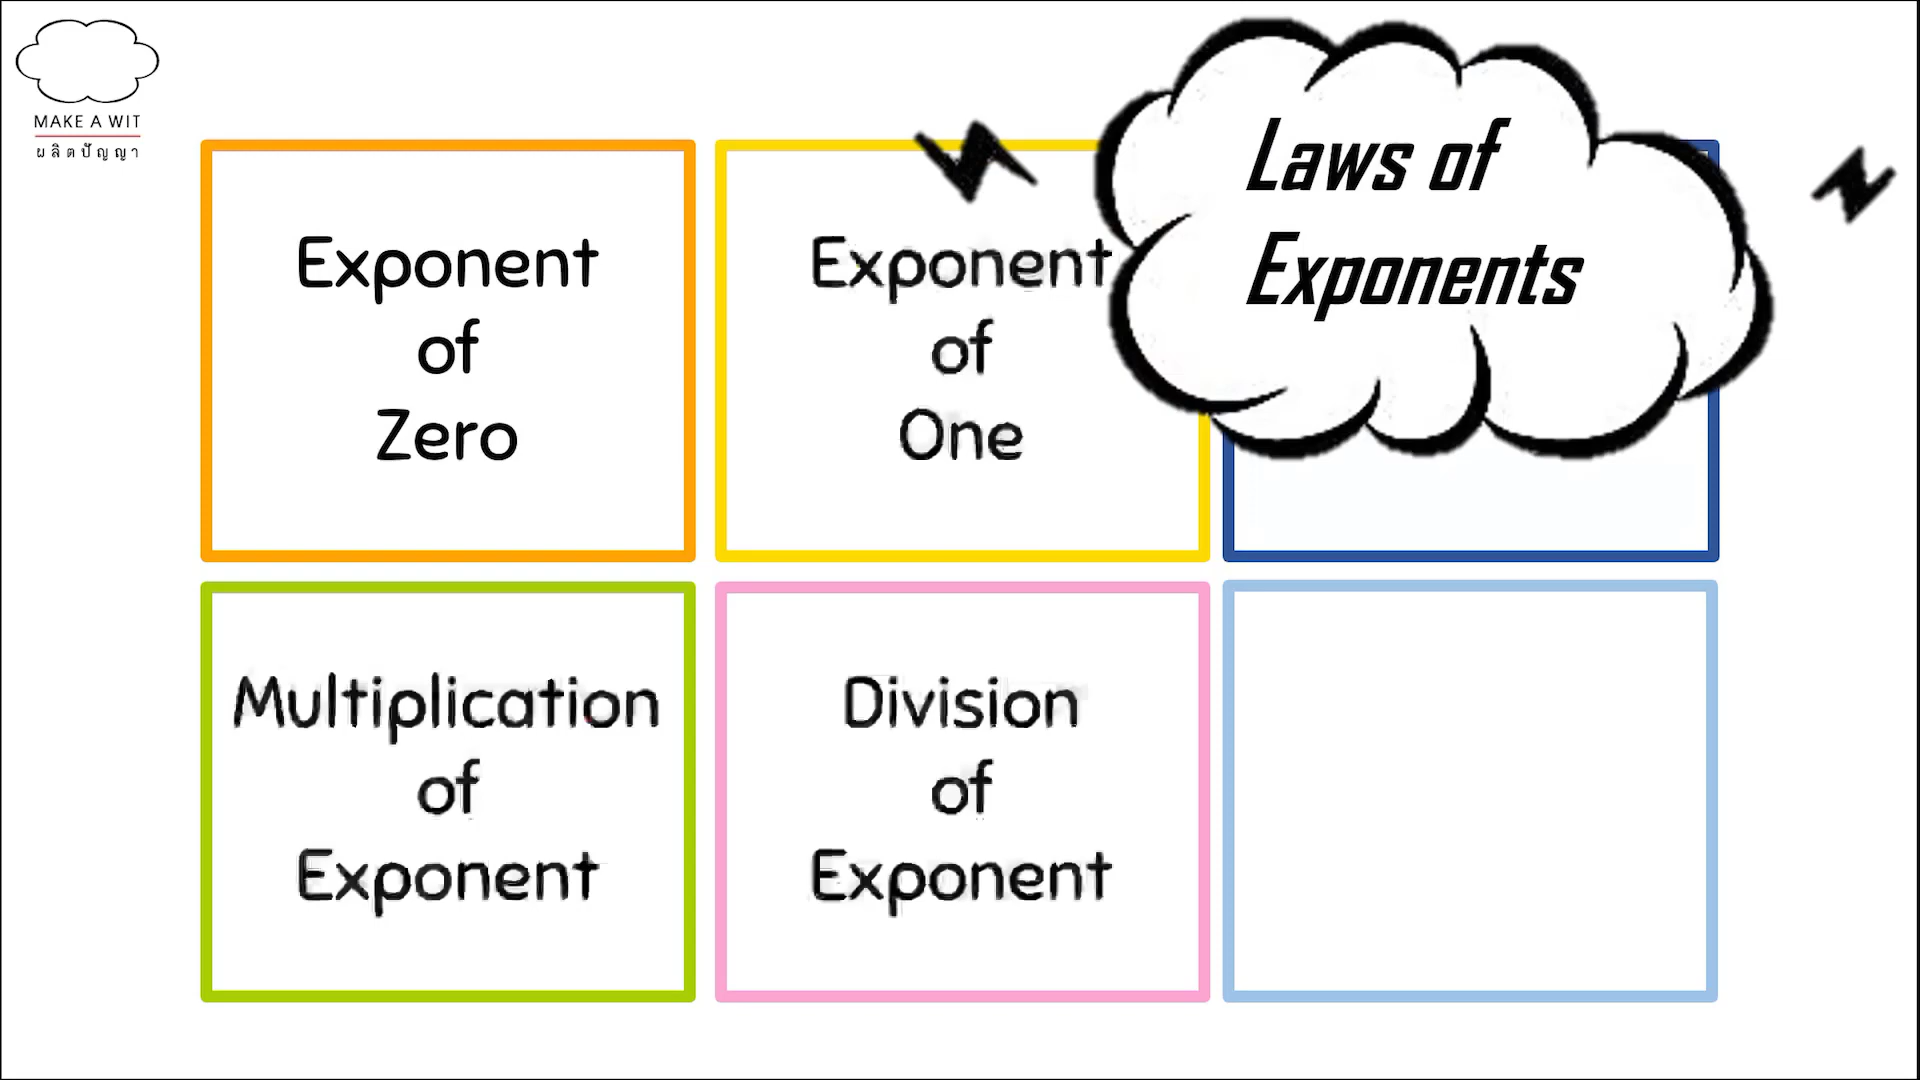 MAKE A WIT
ผลิตปัญญา
Laws of
Exponents
Exponent
of
Zero
Exponent
of
One
Multiplication
of
Exponent
Division
of
Exponent